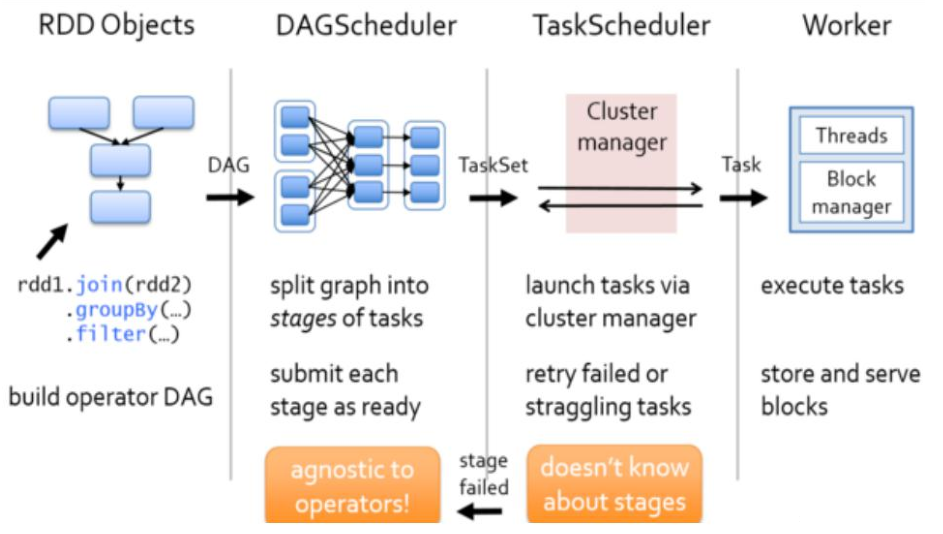 RDD Objects
DAGScheduler
TaskScheduler
Worker
DAG
TaskSet
Cluster
manager
Task
Threads
Block
manager
rdd1.join(rdd2)
.groupBy(…)
.filter(…)
build operator DAG
split graph into
stages of tasks
submit each
stage as ready
agnostic to
operators!
launch tasks via
cluster manager
retry failed or
straggling tasks
stage
failed
doesn't know
about stages
execute tasks
store and serve
blocks